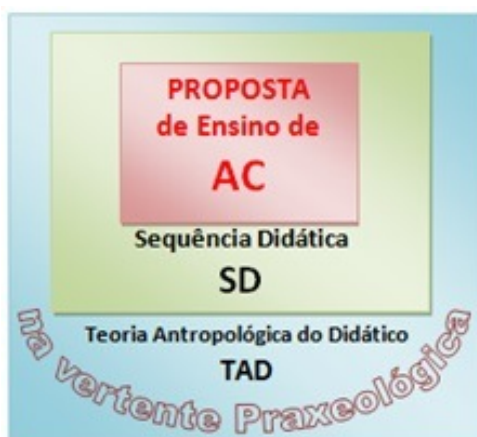 PROPOSTA
de Ensino de
AC
Sequência Didática
SD
Teoria Antropológica do Didático
TAD
na vertente Praxeológica